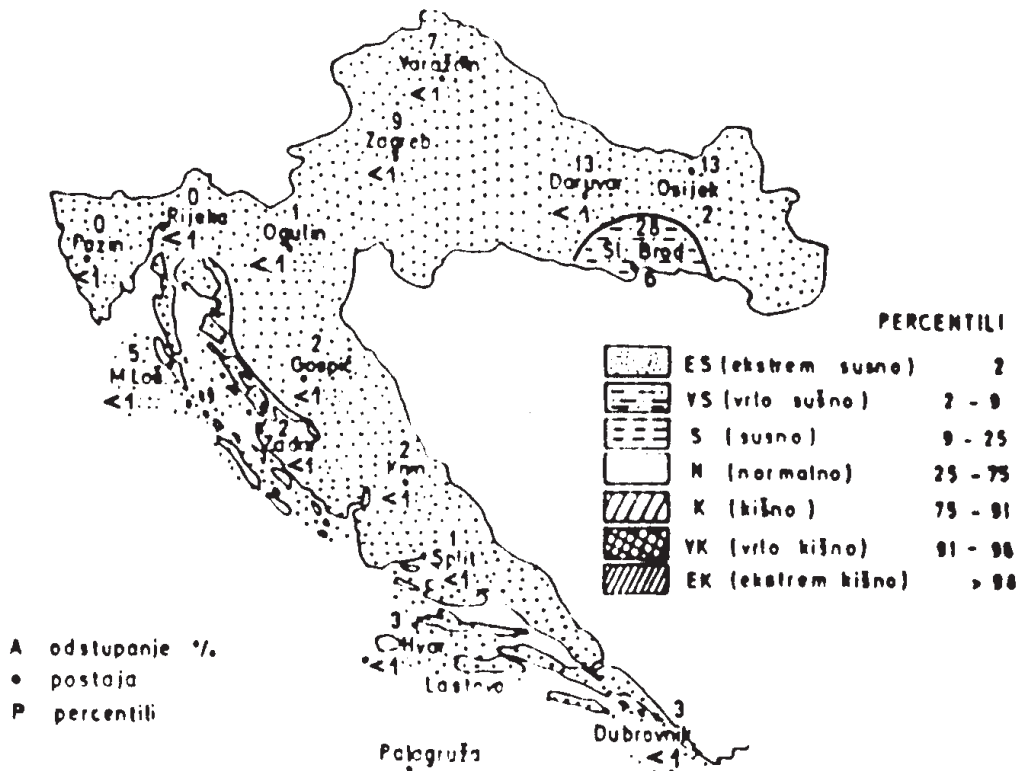 7
Varaždin
< 1
9
Zagreb
< 1
13
Daruvar
< 1
13
Osijek
2
28
Sl. Brod
6
0
Pazin
< 1
0
Rijeka
< 1
1
Ogulin
< 1
5
M Loš.
< 1
2
Gospić
< 1
2
Zadar
< 1
2
Knin
< 1
1
Split
< 1
3
Hvar
< 1
Lastovo
3
Dubrovnik
< 1
Palagruža
PERCENTILI
ES (ekstrem sušno) 2
VS (vrlo sušno) 2 - 9
S (sušno) 9 - 25
N (normalno) 25 - 75
K (kišno) 75 - 91
VK (vrlo kišno) 91 - 98
EK (ekstrem kišno) > 98
A odstupanje %
• postaja
P percentili